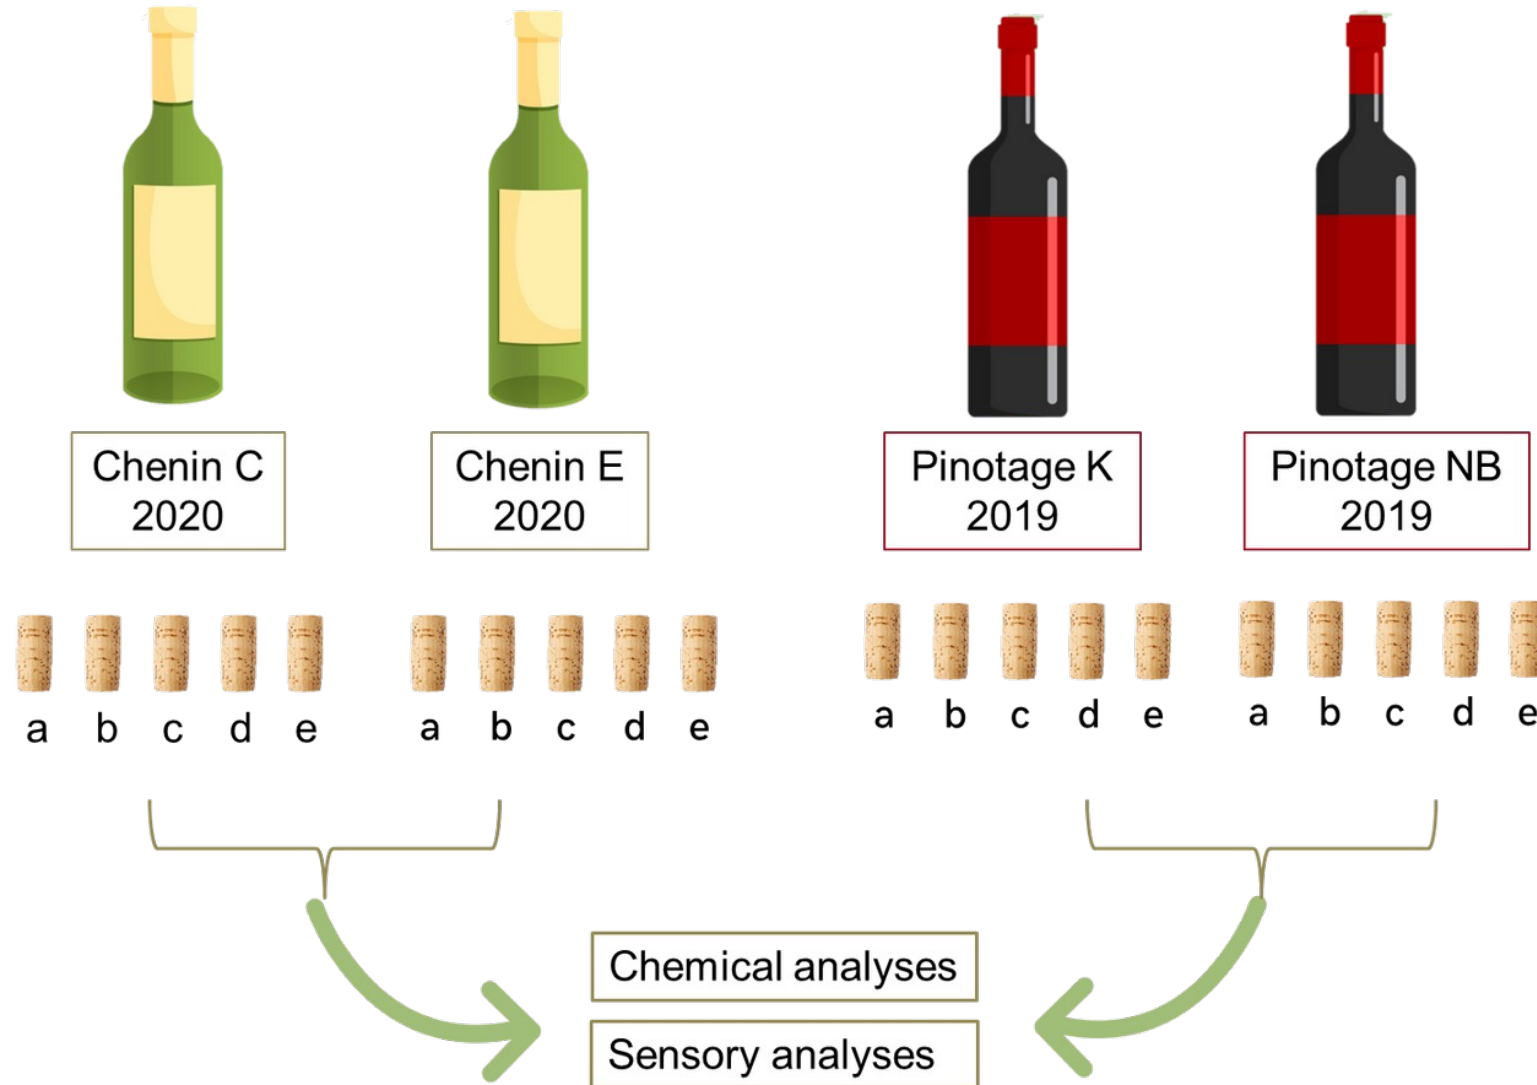 Chenin C
2020
Chenin E
2020
Pinotage K
2019
Pinotage NB
2019
a b c d e
a b c d e
a b c d e
a b c d e
Chemical analyses
Sensory analyses